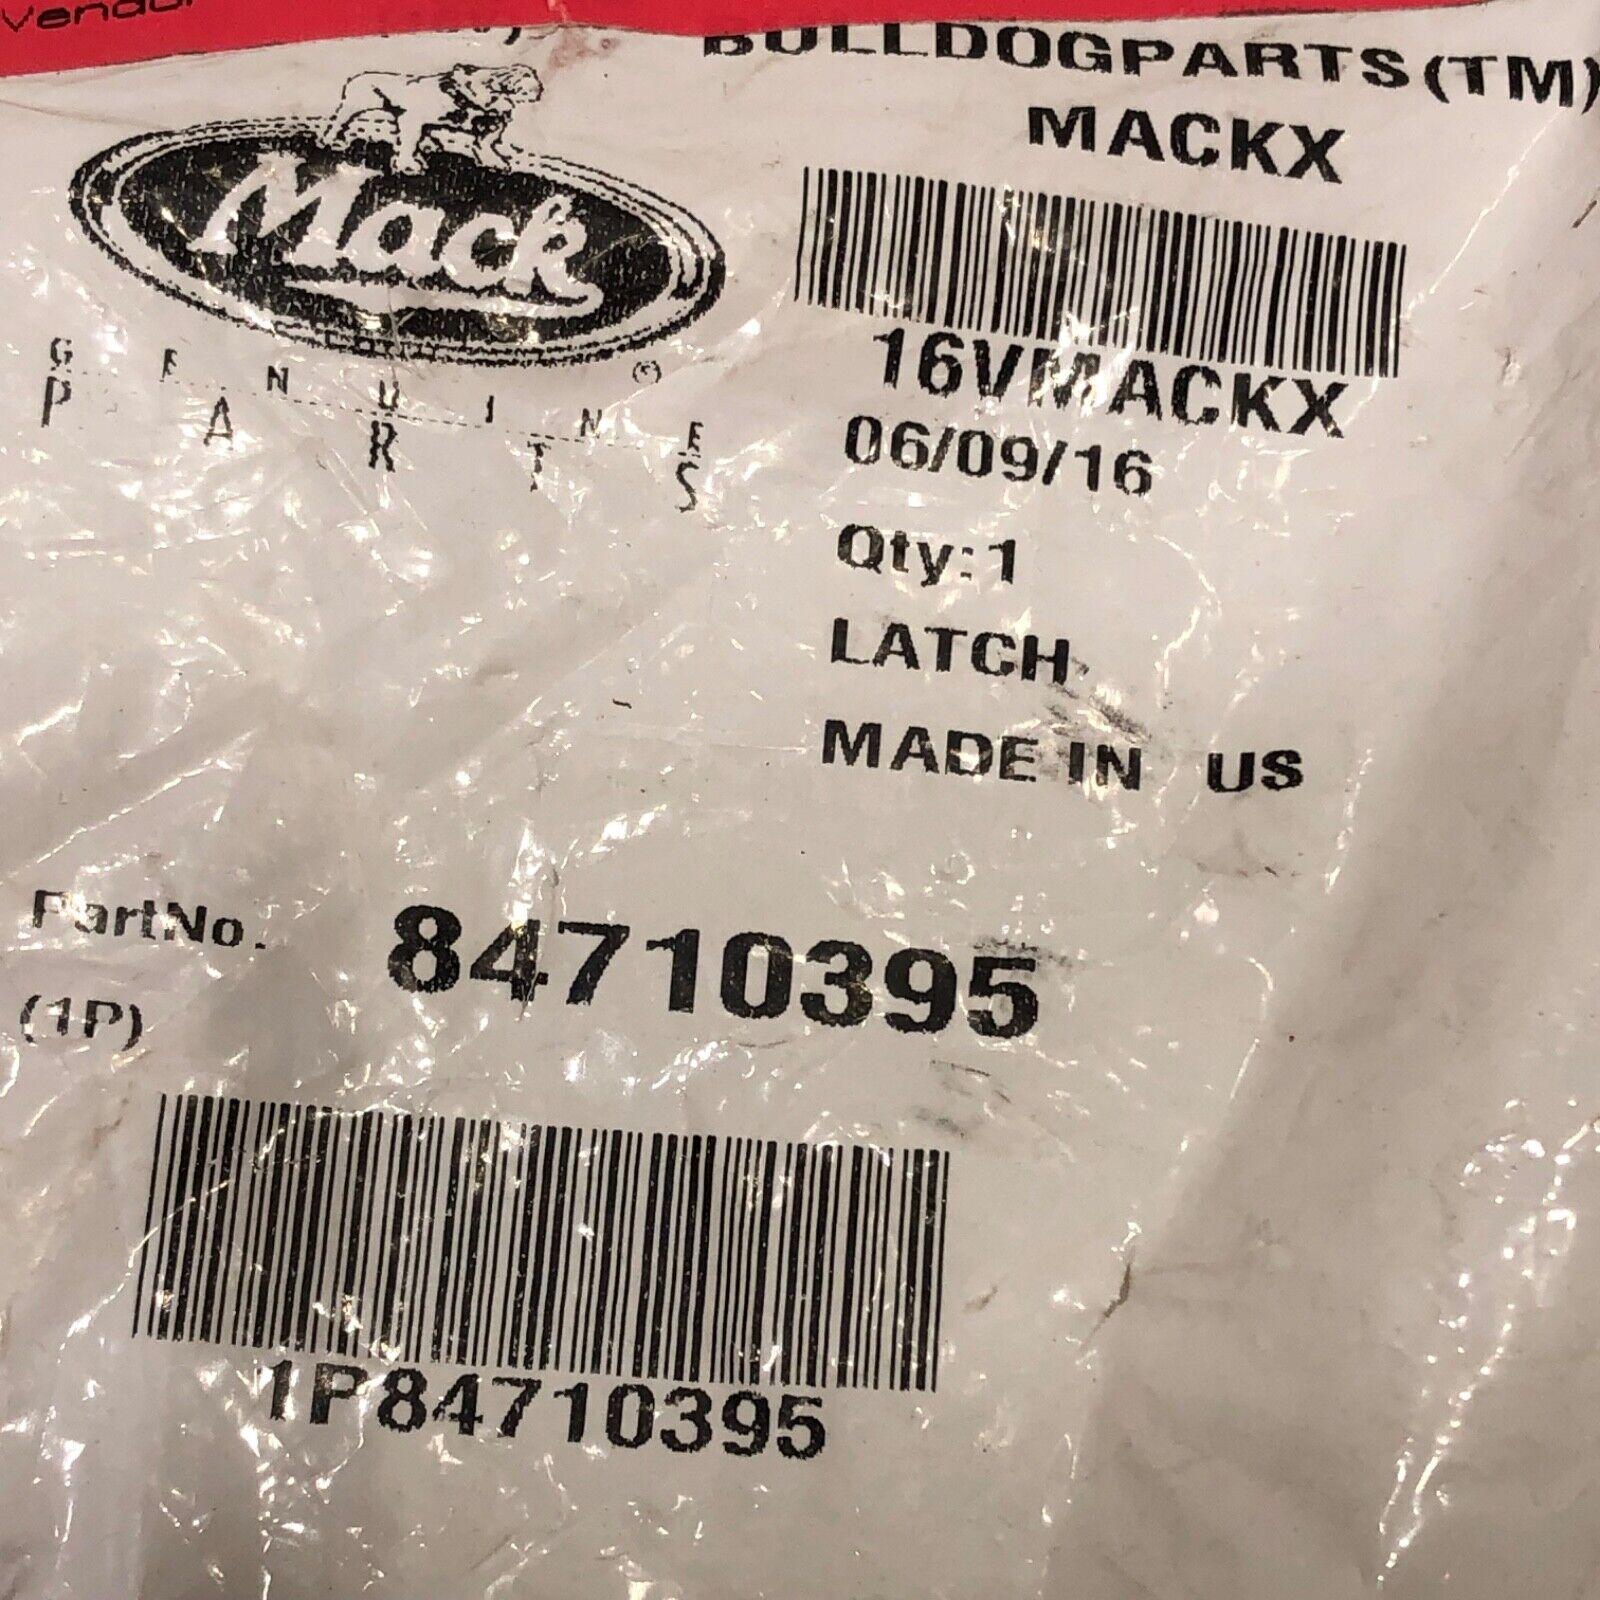 Vendor
BULLDOGPARTS(TM)
MACKX
Mack
GENUINE
PARTS
16VMACKX
06/09/16
Qty:1
LATCH
MADE IN US
PartNo. 84710395
(1P)
1P84710395